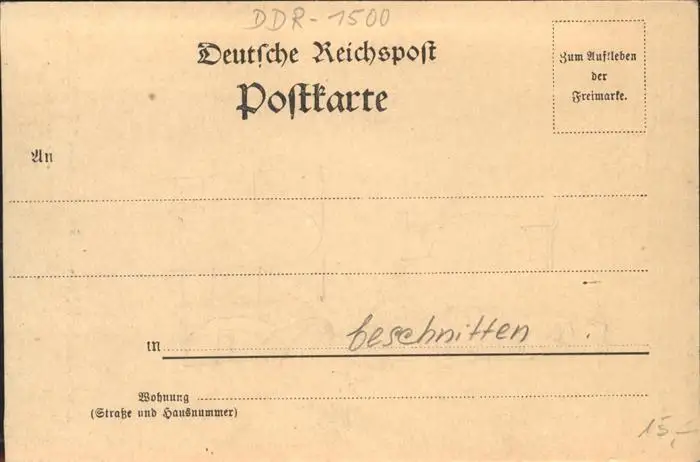 DDR-1500
Deutsche Reichspost
Postkarte
Zum Aufkleben
der
Freimarke.
An
in beschnitten
Wohnung
(Straße und Hausnummer)
15,-